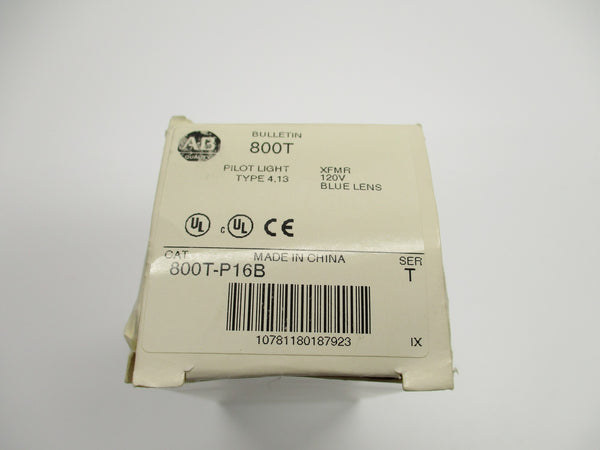 BULLETIN
800T
AB
QUALITY
PILOT LIGHT XFMR
TYPE 4,13 120V
BLUE LENS
UL c UL CE
CAT MADE IN CHINA SER
800T-P16B T
10781180187923 IX